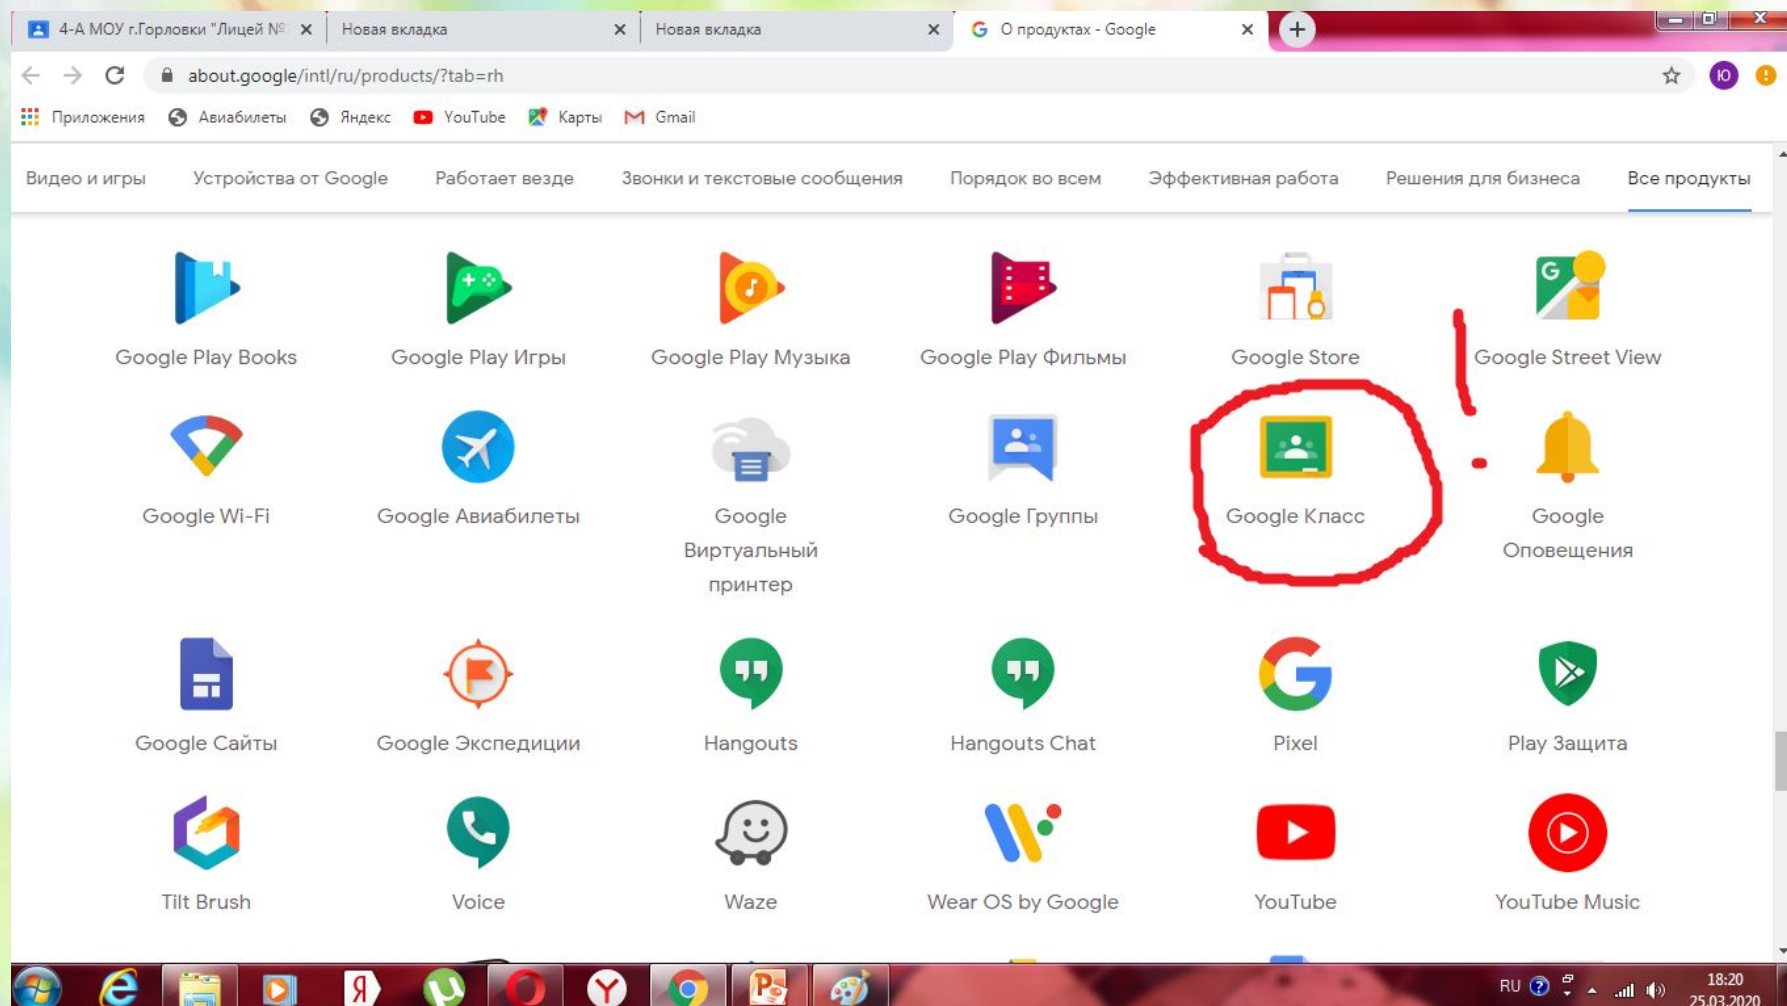 4-А МОУ г.Горловки "Лицей №
Новая вкладка
Новая вкладка
О продуктах - Google
about.google/intl/ru/products/?tab=rh
Ю
Приложения Авиабилеты Яндекс YouTube Карты Gmail
Видео и игры Устройства от Google Работает везде Звонки и текстовые сообщения Порядок во всем Эффективная работа Решения для бизнеса Все продукты
Google Play Books Google Play Игры Google Play Музыка Google Play Фильмы Google Store Google Street View
Google Wi-Fi Google Авиабилеты Google Google Группы Google Класс Google
Виртуальный Оповещения
принтер
Google Сайты Google Экспедиции Hangouts Hangouts Chat Pixel Play Защита
Tilt Brush Voice Waze Wear OS by Google YouTube YouTube Music
RU 18:20
25.03.2020